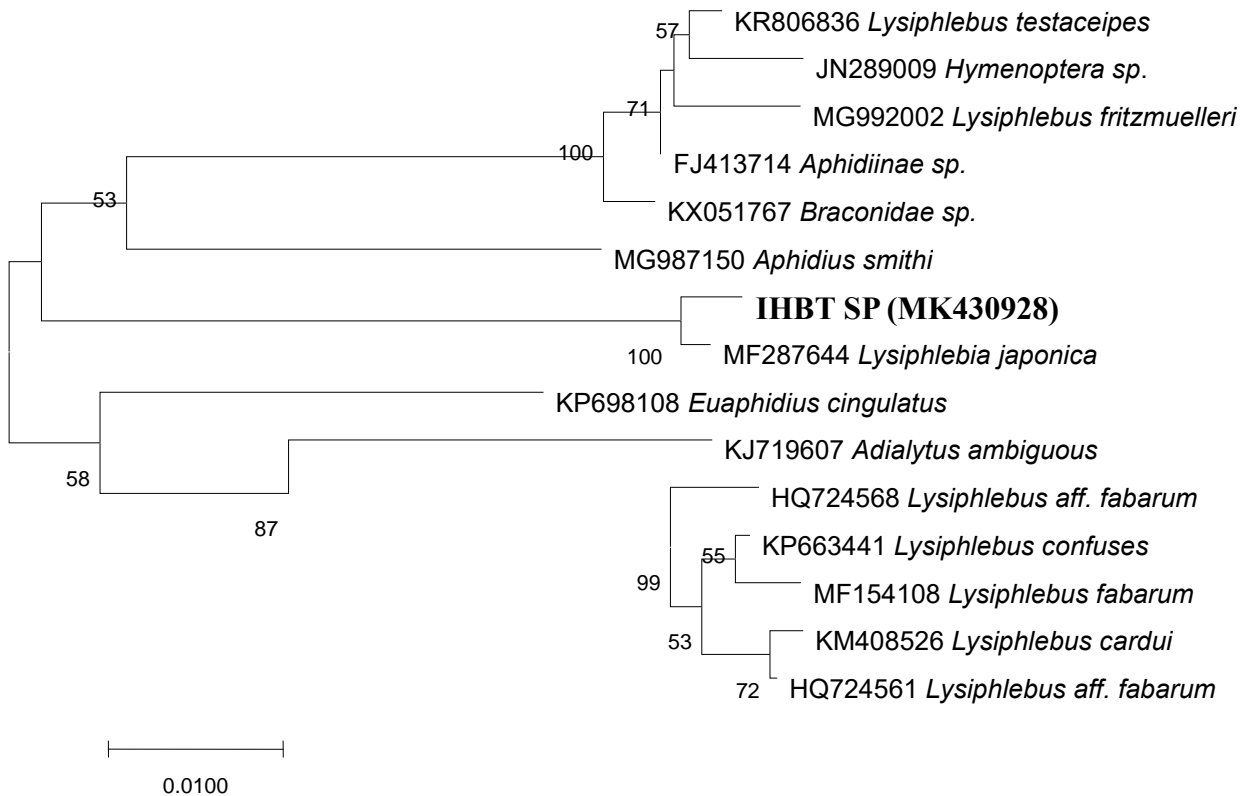 57
KR806836 Lysiphlebus testaceipes
JN289009 Hymenoptera sp.
71
MG992002 Lysiphlebus fritzmuelleri
100
FJ413714 Aphidiinae sp.
53
KX051767 Braconidae sp.
MG987150 Aphidius smithi
IHBT SP (MK430928)
100
MF287644 Lysiphlebia japonica
KP698108 Euaphidius cingulatus
58
KJ719607 Adialytus ambiguous
87
HQ724568 Lysiphlebus aff. fabarum
55
KP663441 Lysiphlebus confuses
99
MF154108 Lysiphlebus fabarum
53
KM408526 Lysiphlebus cardui
72
HQ724561 Lysiphlebus aff. fabarum
0.0100